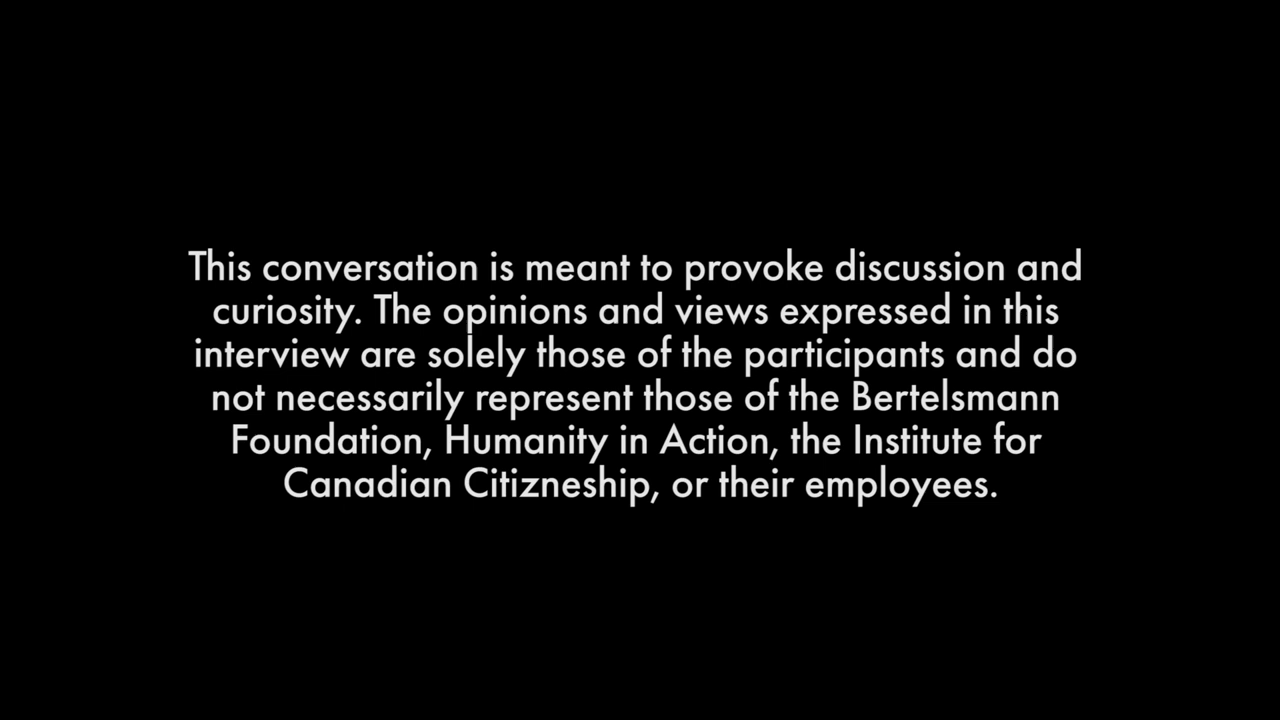 This conversation is meant to provoke discussion and
curiosity. The opinions and views expressed in this
interview are solely those of the participants and do
not necessarily represent those of the Bertelsmann
Foundation, Humanity in Action, the Institute for
Canadian Citizneship, or their employees.